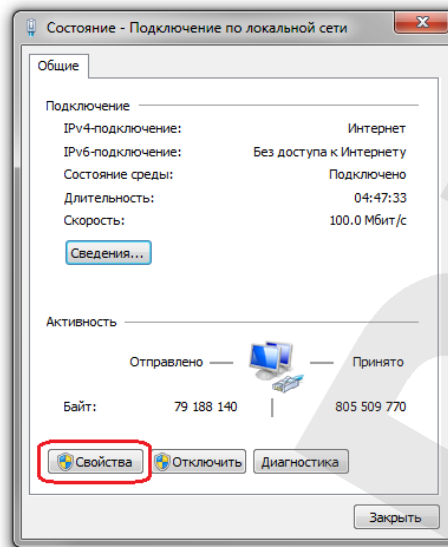 Состояние - Подключение по локальной сети
Общие
Подключение
IPv4-подключение: Интернет
IPv6-подключение: Без доступа к Интернету
Состояние среды: Подключено
Длительность: 04:47:33
Скорость: 100.0 Мбит/с
Сведения...
Активность
Отправлено — — Принято
Байт: 79 188 140 | 805 509 770
Свойства Отключить Диагностика
Закрыть